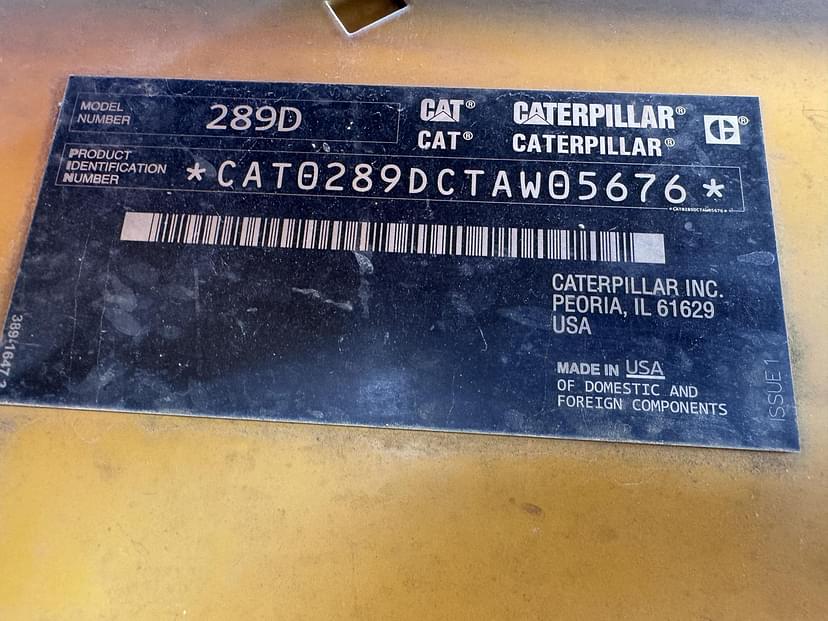 MODEL
NUMBER
289D
CAT®
CAT®
CATERPILLAR®
CATERPILLAR®
C®
PRODUCT
IDENTIFICATION
NUMBER
*CAT0289DCTAW05676*
*CAT0289DCTAW05676*
CATERPILLAR INC.
PEORIA, IL 61629
USA
MADE IN USA
OF DOMESTIC AND
FOREIGN COMPONENTS
ISSUE 1